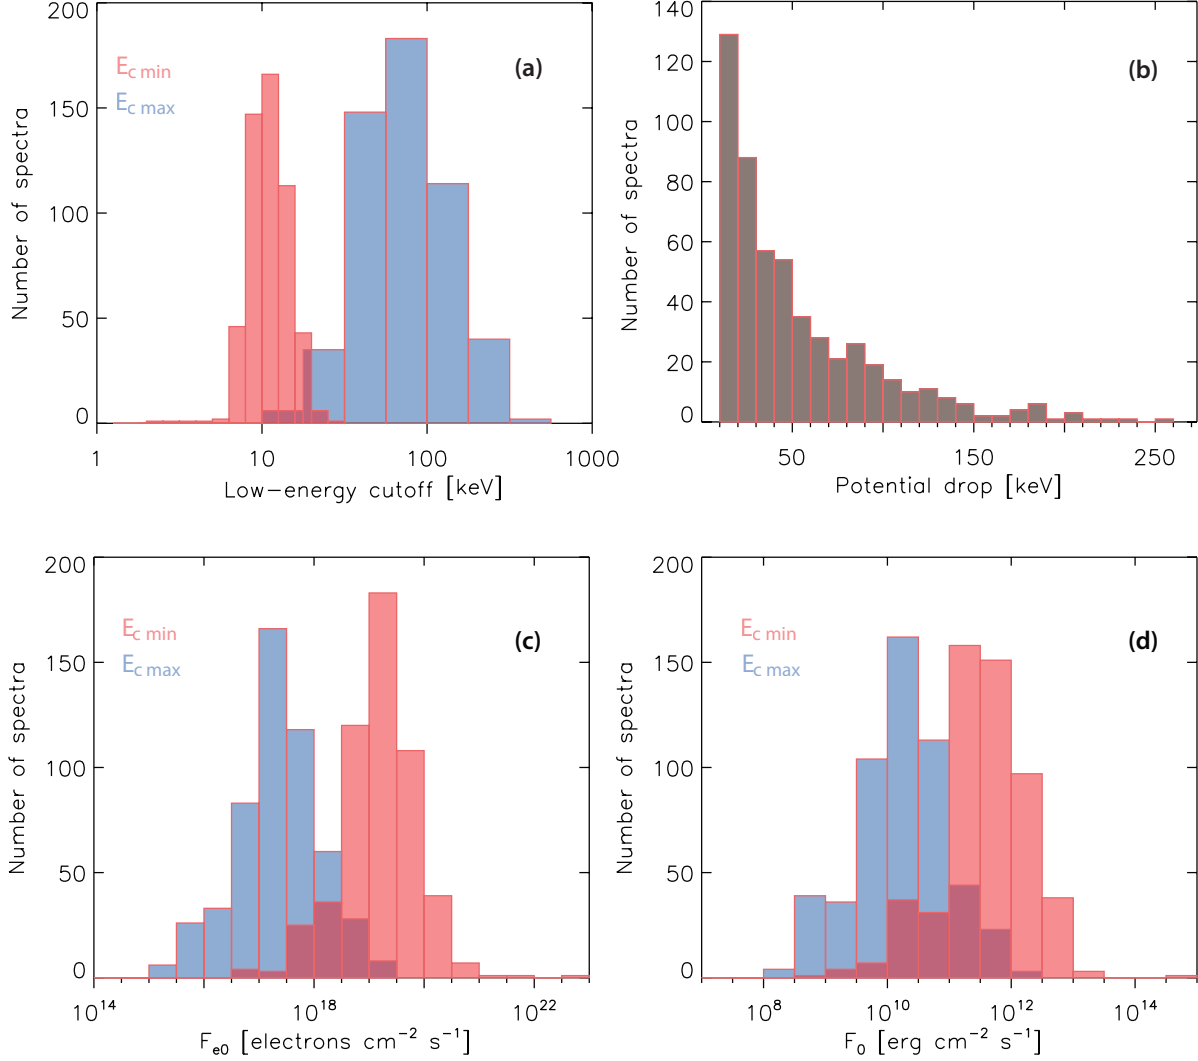 200
150
100
50
0
Number of spectra
E_c min
E_c max
(a)
1 10 100 1000
Low-energy cutoff [keV]
140
120
100
80
60
40
20
0
Number of spectra
(b)
50 150 250
Potential drop [keV]
200
150
100
50
0
Number of spectra
E_c min
E_c max
(c)
10^14 10^16 10^18 10^22
F_e0 [electrons cm^-2 s^-1]
200
150
100
50
0
Number of spectra
E_c min
E_c max
(d)
10^8 10^10 10^12 10^14
F_0 [erg cm^-2 s^-1]